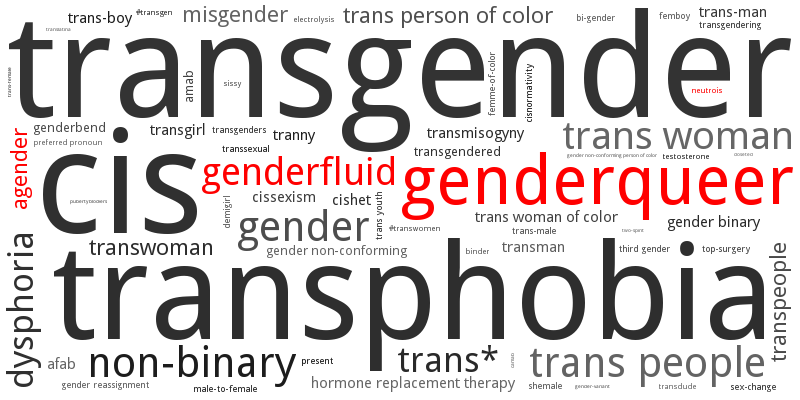 trans-boy
#transgen
misgender
electrolysis
trans person of color
bi-gender
femboy
trans-man
transgendering
transgender
amab
sissy
femme-of-color
cisnormativity
neutrois
genderbend
preferred pronoun
transgirl
transgenders
tranny
transsexual
transmisogyny
transgendered
trans woman
gender non-conforming person of color
testosterone
agender
cis
genderfluid
genderqueer
pubertyblockers
cissexism
cishet
demigirl
gender
trans youth
#transwomen
trans woman of color
trans-male
two-spirit
gender binary
transwoman
gender non-conforming
binder
transman
third gender
top-surgery
dysphoria
transphobia
transpeople
afab
non-binary
present
trans*
trans people
gender reassignment
male-to-female
hormone replacement therapy
shemale
gender-variant
transdude
sex-change